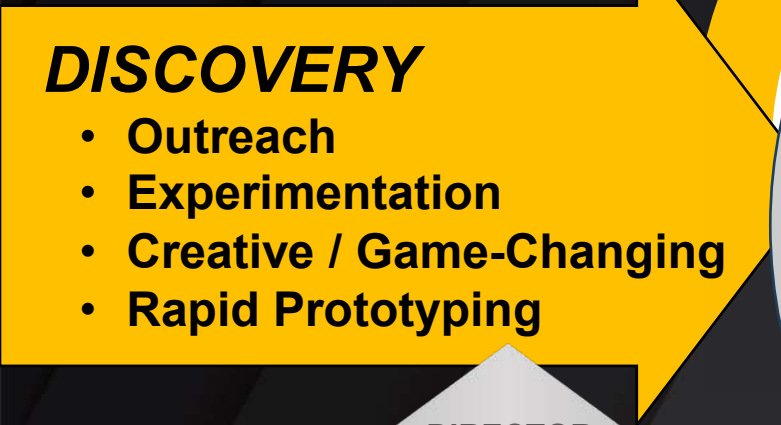 DISCOVERY
• Outreach
• Experimentation
• Creative / Game-Changing
• Rapid Prototyping